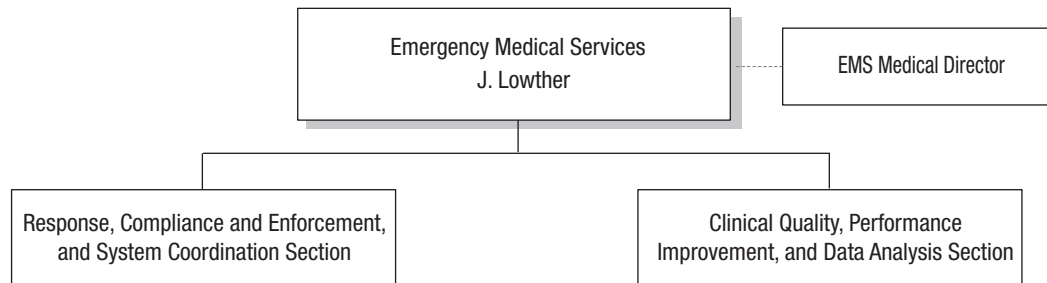 Emergency Medical Services
J. Lowther
EMS Medical Director
Response, Compliance and Enforcement,
and System Coordination Section
Clinical Quality, Performance
Improvement, and Data Analysis Section